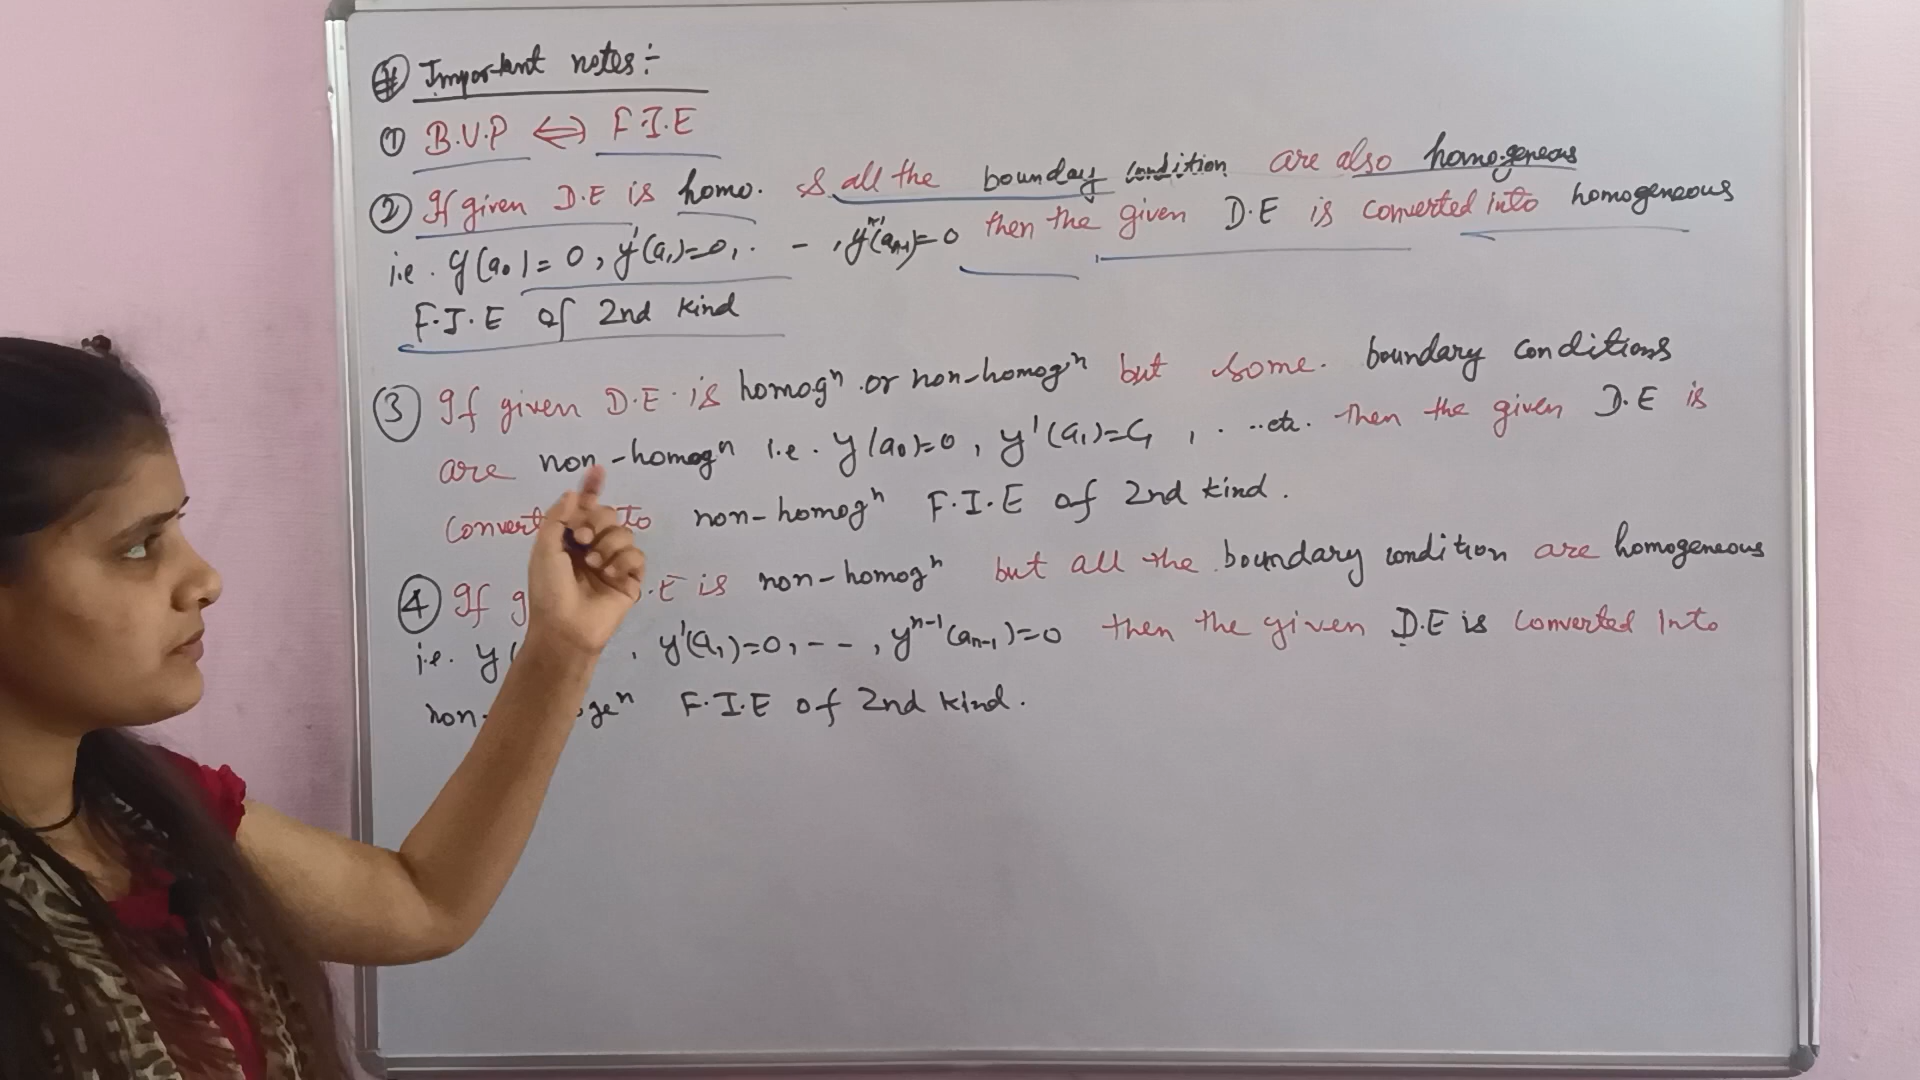 # Important notes :-
① B.V.P ⇔ F.I.E
② If given D.E is homo. & all the boundary condition are also homogeneous
i.e. y(a₀) = 0, y'(a₁)=0, . - - , yⁿ⁻¹(aₙ₋₁)=0 then the given D.E is converted into homogeneous
F.I.E of 2nd kind
③ If given D.E. is homogⁿ or non-homogⁿ but some. boundary conditions
are non-homogⁿ i.e. y(a₀)=0, y'(a₁)=C₁, . ..etc. then the given D.E is
Convert to non-homogⁿ F.I.E of 2nd kind.
④ If g .E is non-homogⁿ but all the boundary condition are homogeneous
i.e. y( , y'(a₁)=0, - - , yⁿ⁻¹(aₙ₋₁)=0 then the given D.E is converted Into
non- geⁿ F.I.E of 2nd kind.